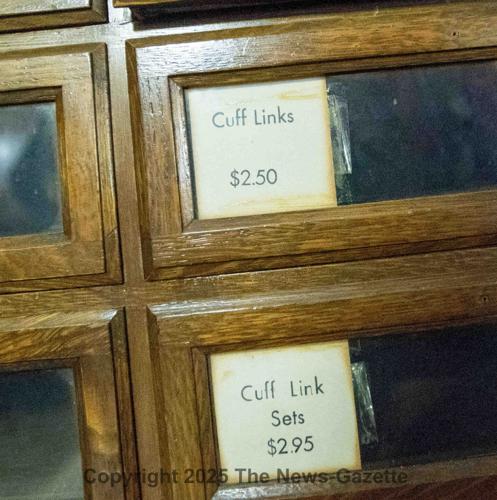 Cuff Links
$2.50
Cuff Link
Sets
$2.95
Copyright 2025 The News-Gazette